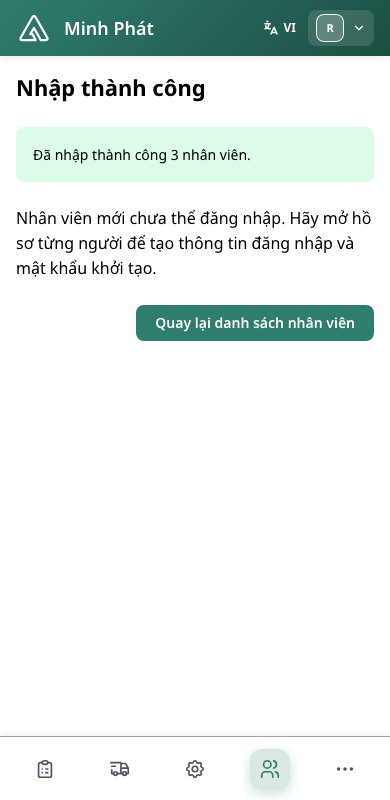 Minh Phát
VI
R
Nhập thành công
Đã nhập thành công 3 nhân viên.
Nhân viên mới chưa thể đăng nhập. Hãy mở hồ
sơ từng người để tạo thông tin đăng nhập và
mật khẩu khởi tạo.
Quay lại danh sách nhân viên